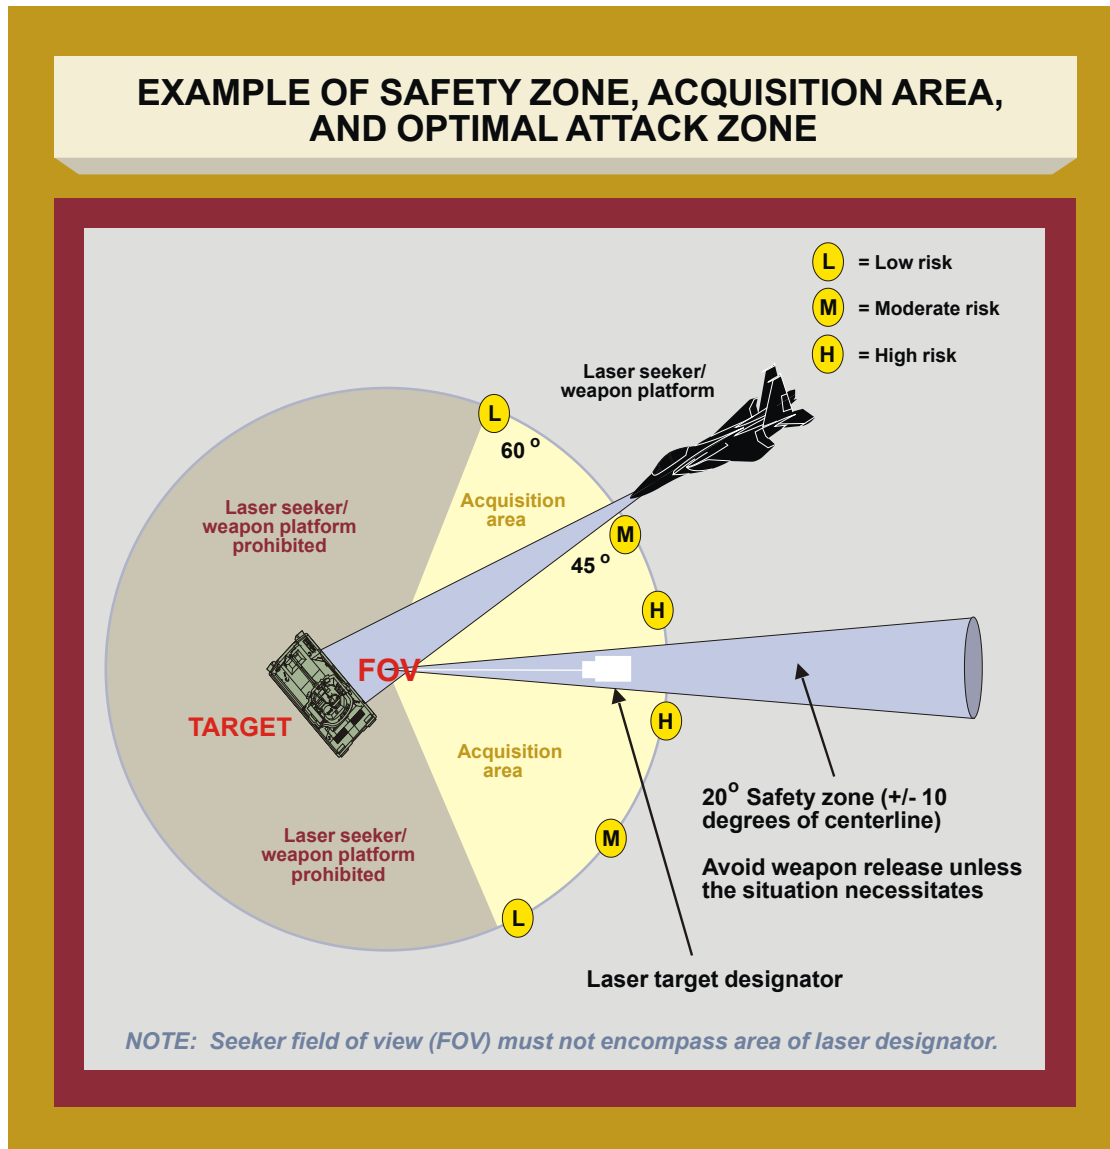 EXAMPLE OF SAFETY ZONE, ACQUISITION AREA,
AND OPTIMAL ATTACK ZONE
L = Low risk
M = Moderate risk
H = High risk
Laser seeker/
weapon platform
L
60 o
Acquisition
area
Laser seeker/
weapon platform
prohibited
M
45 o
H
FOV
TARGET
H
Acquisition
area
20o Safety zone (+/- 10
degrees of centerline)
Avoid weapon release unless
the situation necessitates
Laser seeker/
weapon platform
prohibited
M
L
Laser target designator
NOTE: Seeker field of view (FOV) must not encompass area of laser designator.